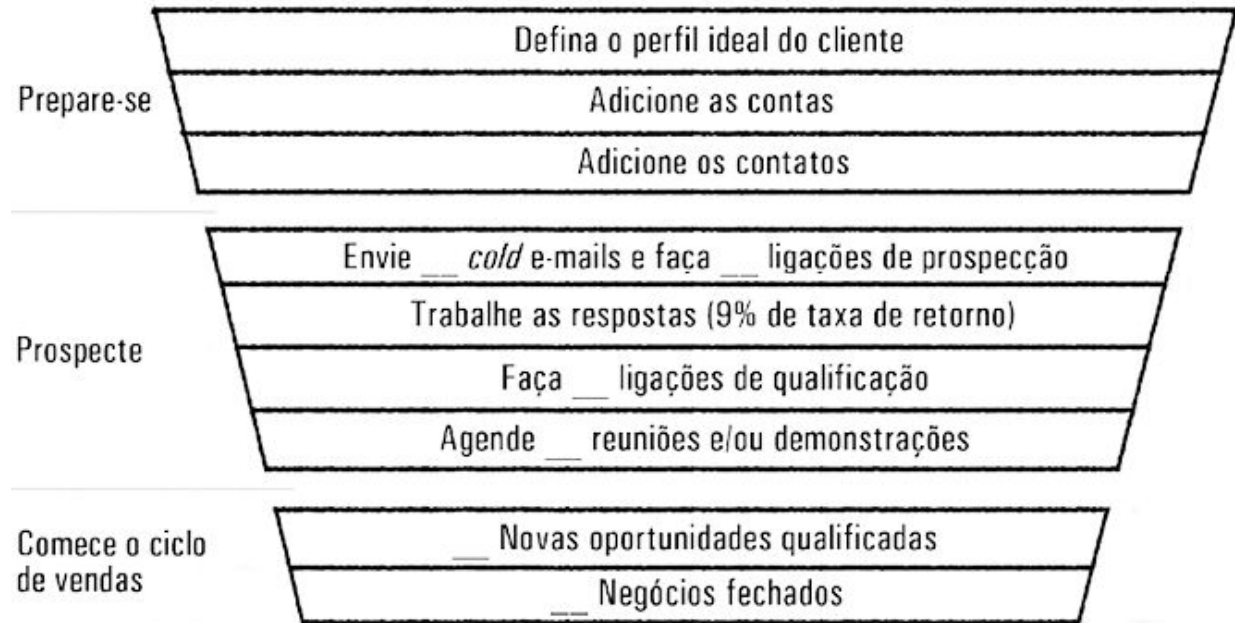 Prepare-se
Defina o perfil ideal do cliente
Adicione as contas
Adicione os contatos
Prospecte
Envie __ cold e-mails e faça __ ligações de prospecção
Trabalhe as respostas (9% de taxa de retorno)
Faça __ ligações de qualificação
Agende __ reuniões e/ou demonstrações
Comece o ciclo
de vendas
__ Novas oportunidades qualificadas
__ Negócios fechados